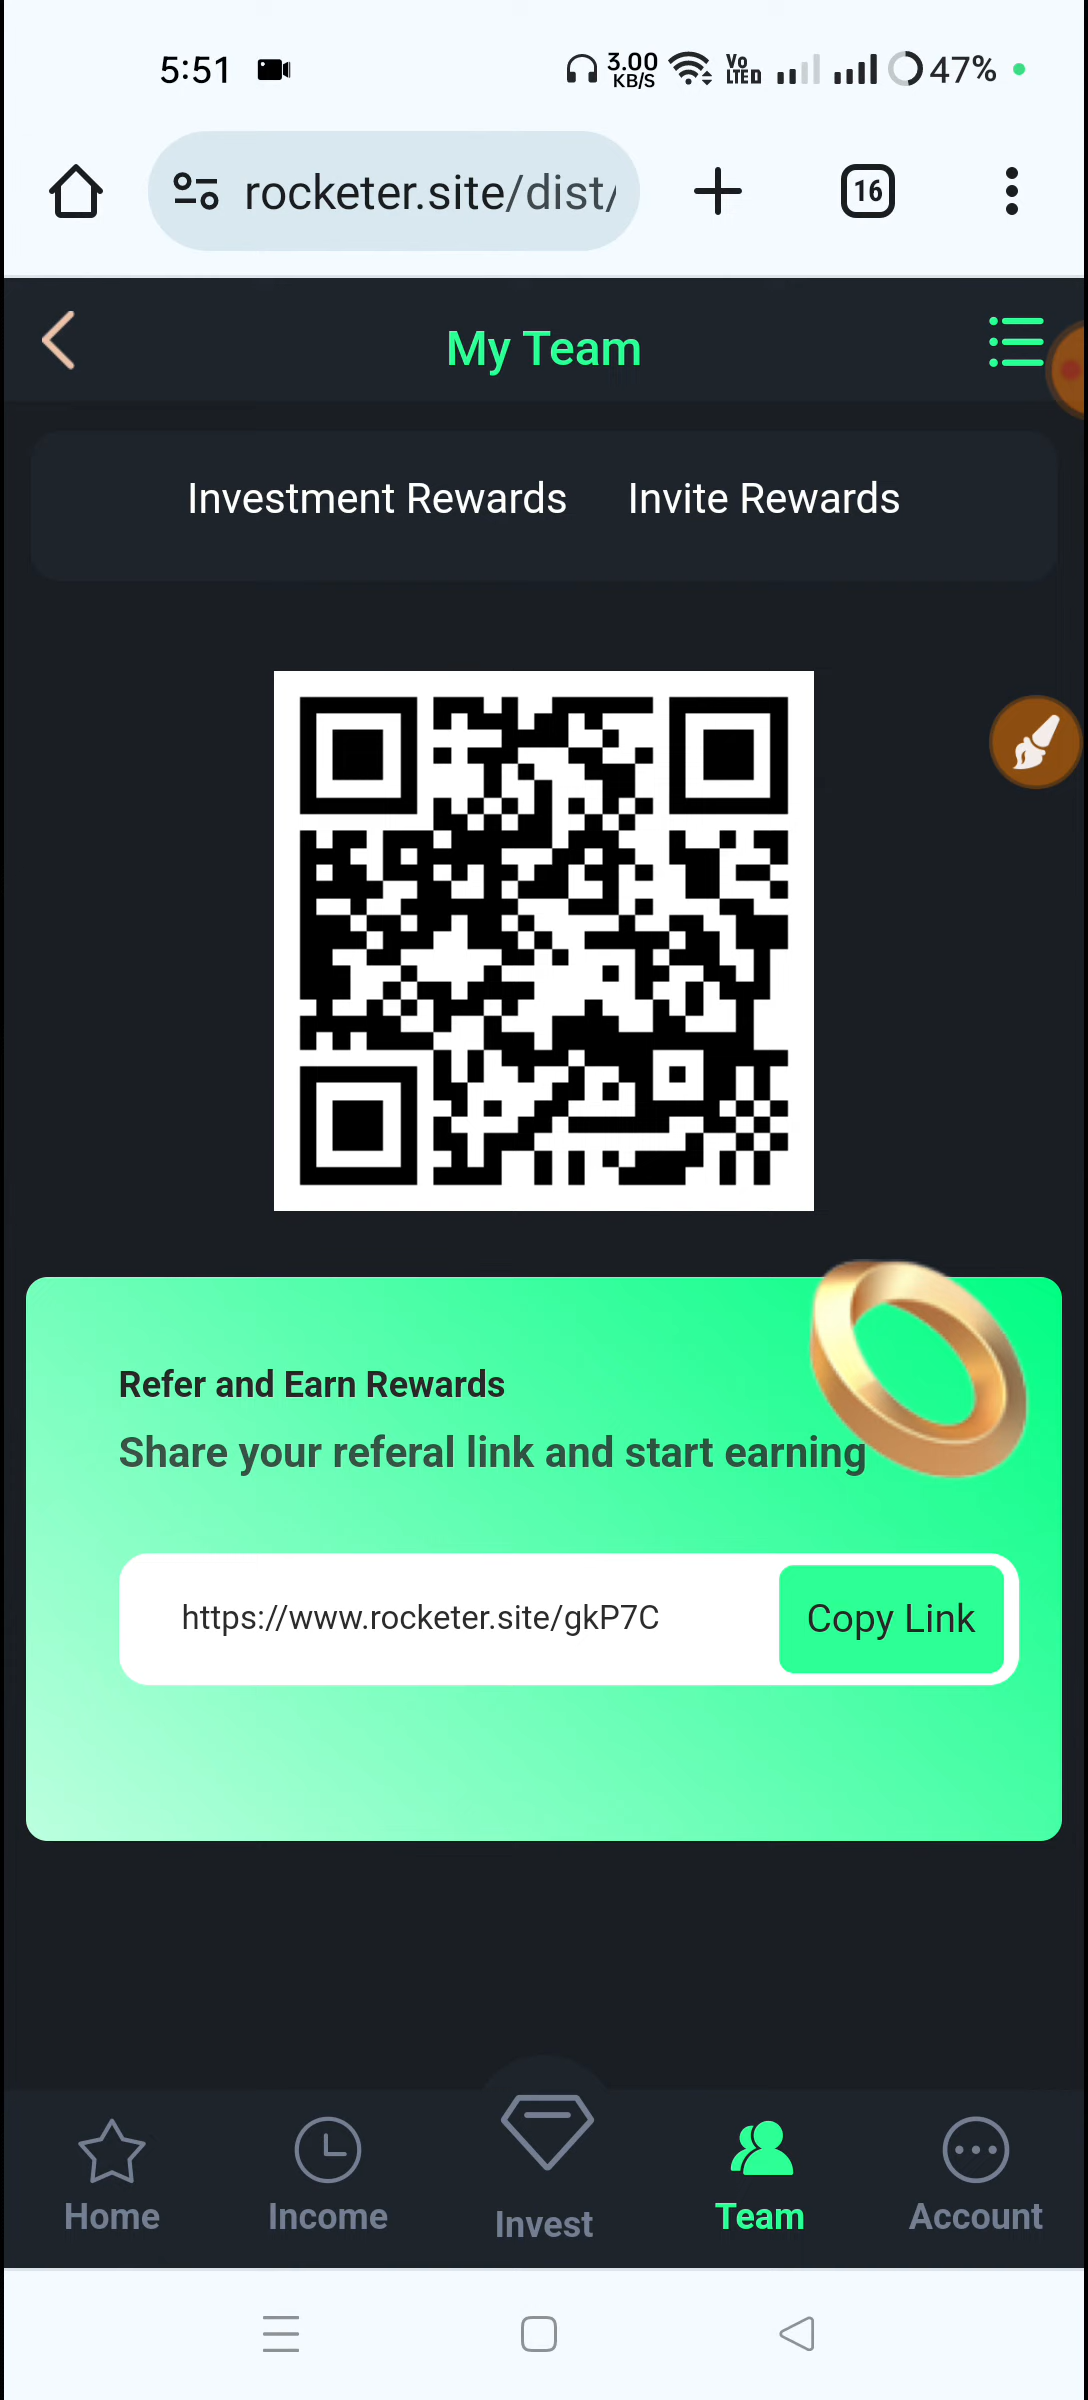 5:51
3.00
KB/S
Vo
LTED
47%
rocketer.site/dist/
16
My Team
Investment Rewards Invite Rewards
Refer and Earn Rewards
Share your referal link and start earning
https://www.rocketer.site/gkP7C
Copy Link
Home
Income
Invest
Team
Account